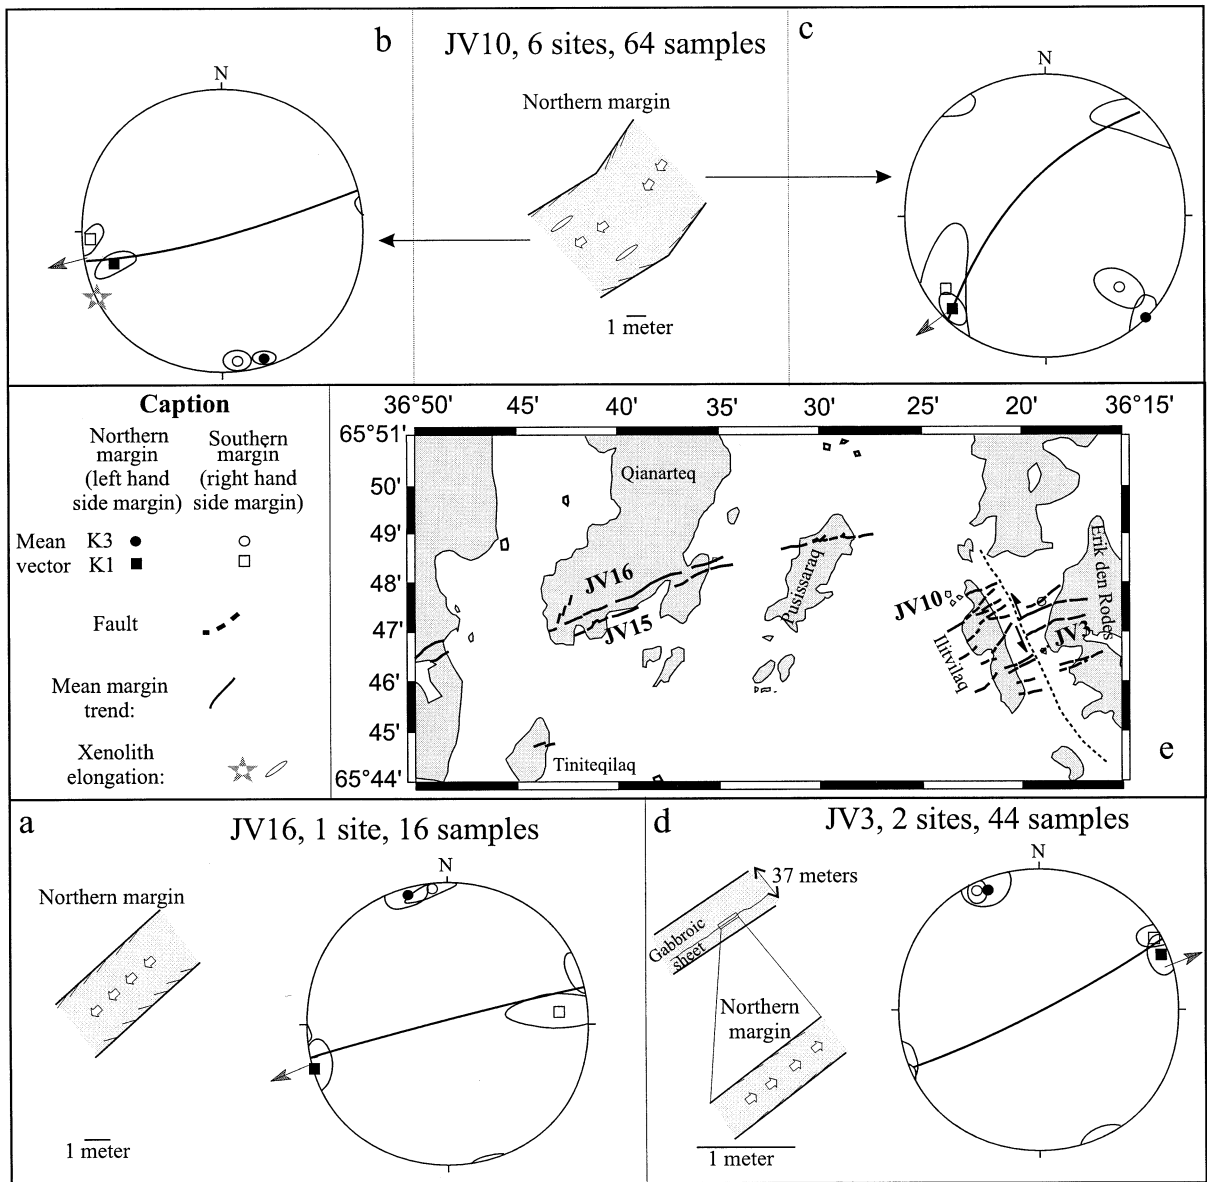 b
JV10, 6 sites, 64 samples
c
N
Northern margin
1 meter
N
Caption
Northern
margin
(left hand
side margin)
Southern
margin
(right hand
side margin)
Mean
vector
K3
K1
Fault
Mean margin
trend:
Xenolith
elongation:
36°50'
45'
40'
35'
30'
25'
20'
36°15'
65°51'
50'
49'
48'
47'
46'
45'
65°44'
Qianarteq
JV16
JV15
Pusissaraq
JV10
Ilitvilaq
Erik den Rodes
JV3
Tiniteqilaq
e
a
JV16, 1 site, 16 samples
Northern margin
N
1 meter
d
JV3, 2 sites, 44 samples
37 meters
Gabbroic
sheet
Northern
margin
N
1 meter